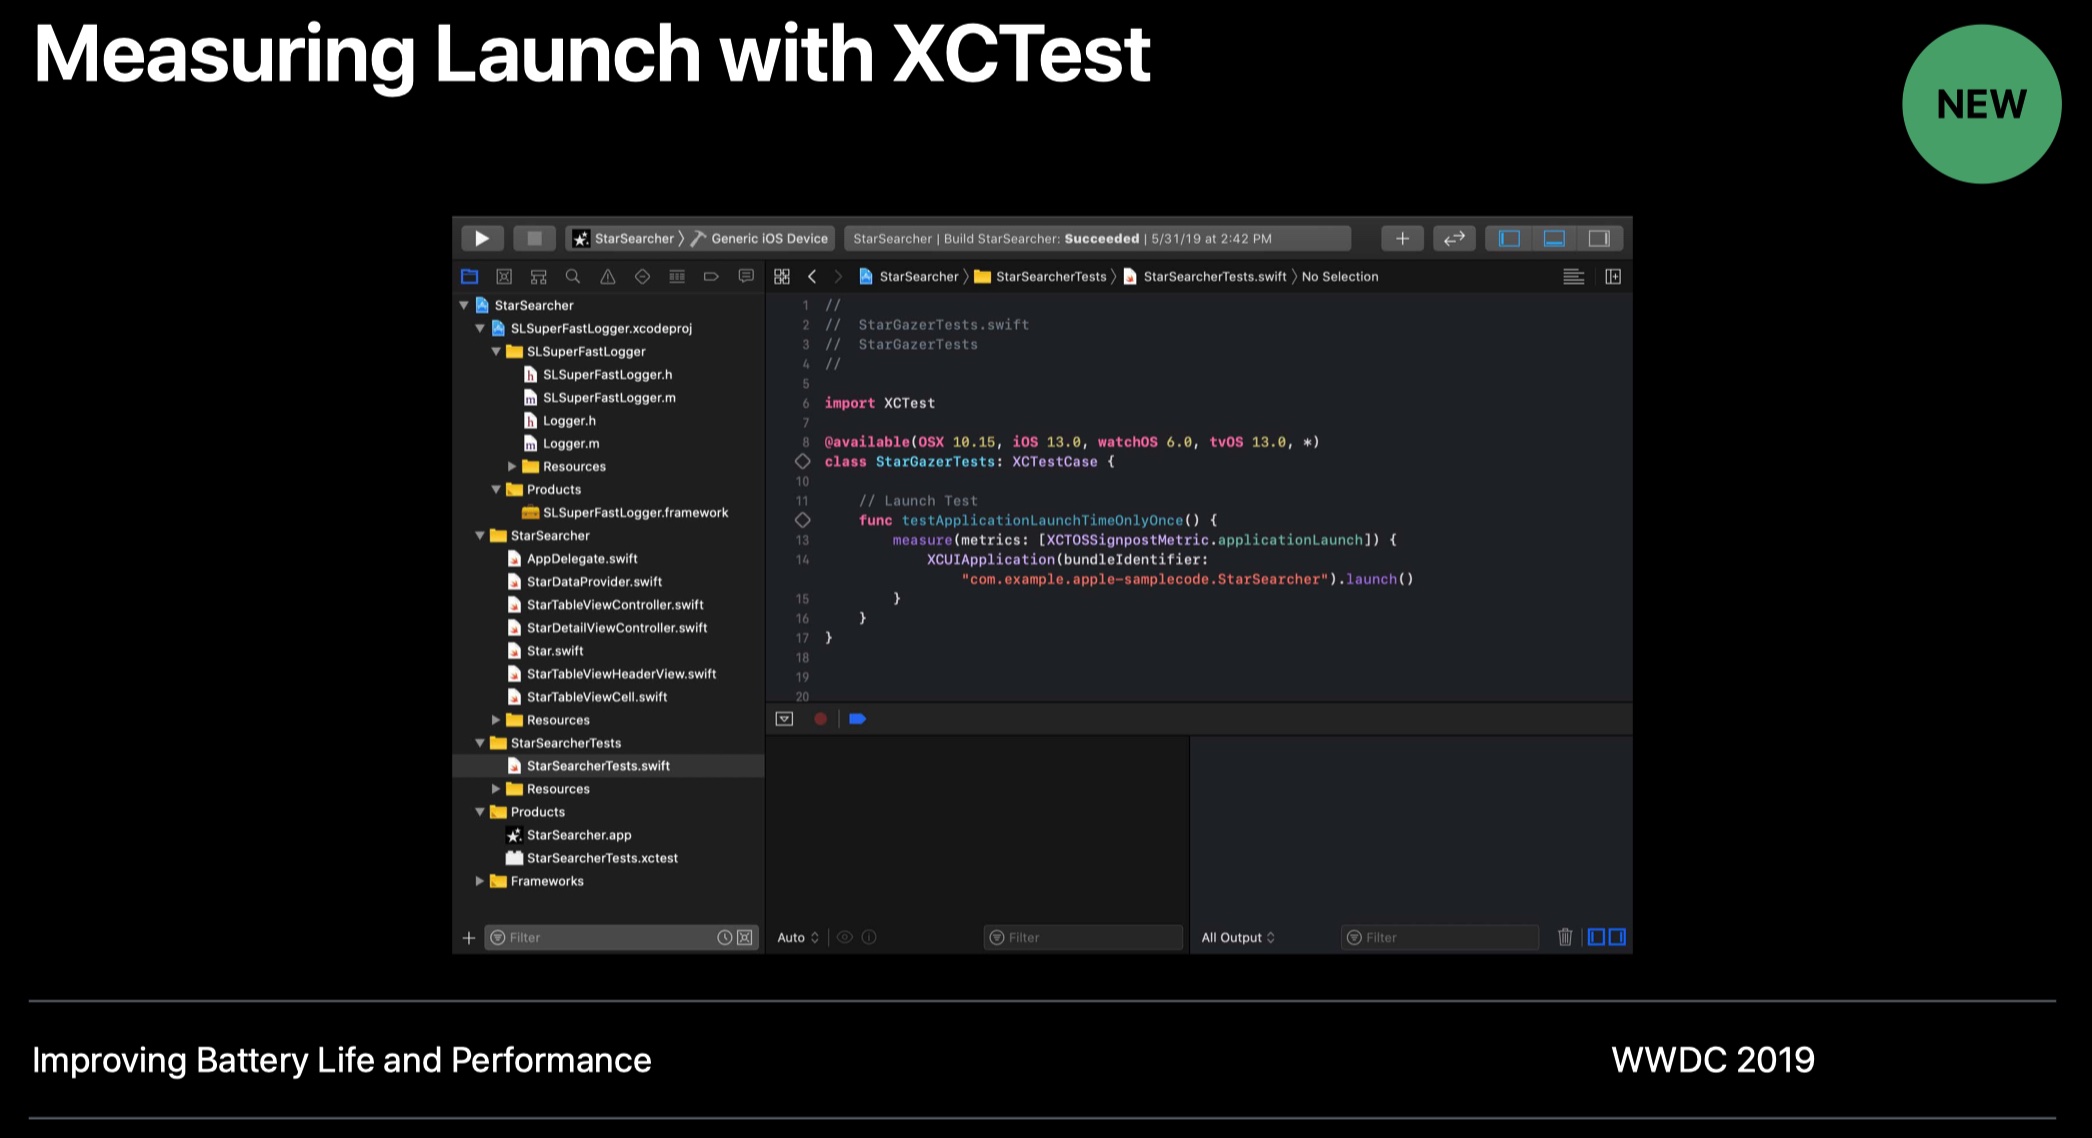 Measuring Launch with XCTest
NEW
StarSearcher 〉 Generic iOS Device
StarSearcher | Build StarSearcher: Succeeded | 5/31/19 at 2:42 PM
StarSearcher 〉 StarSearcherTests 〉 StarSearcherTests.swift 〉 No Selection
StarSearcher
SLSuperFastLogger.xcodeproj
SLSuperFastLogger
SLSuperFastLogger.h
SLSuperFastLogger.m
Logger.h
Logger.m
Resources
Products
SLSuperFastLogger.framework
StarSearcher
AppDelegate.swift
StarDataProvider.swift
StarTableViewController.swift
StarDetailViewController.swift
Star.swift
StarTableViewHeaderView.swift
StarTableViewCell.swift
Resources
StarSearcherTests
StarSearcherTests.swift
Resources
Products
StarSearcher.app
StarSearcherTests.xctest
Frameworks
Filter
1 //
2 // StarGazerTests.swift
3 // StarGazerTests
4 //
5
6 import XCTest
7
8 @available(OSX 10.15, iOS 13.0, watchOS 6.0, tvOS 13.0, *)
class StarGazerTests: XCTestCase {
10
11 // Launch Test
func testApplicationLaunchTimeOnlyOnce() {
13 measure(metrics: [XCTOSSignpostMetric.applicationLaunch]) {
14 XCUIApplication(bundleIdentifier:
"com.example.apple-samplecode.StarSearcher").launch()
15 }
16 }
17 }
18
19
20
Auto
Filter
All Output
Filter
Improving Battery Life and Performance
WWDC 2019